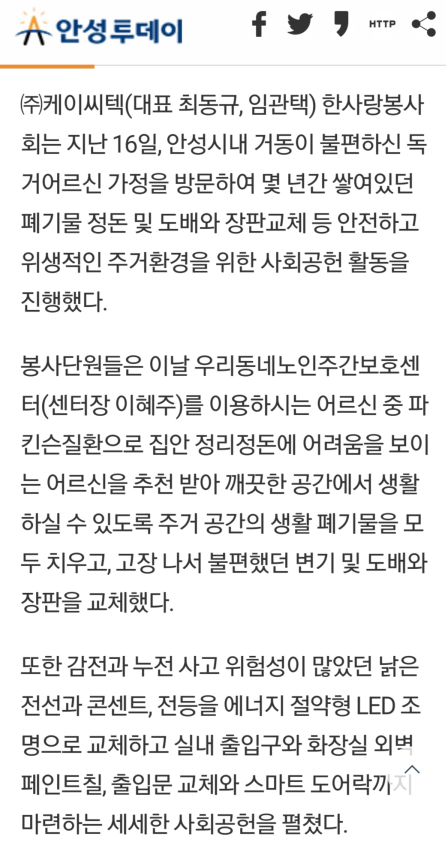 안성투데이
HTTP
㈜케이씨텍(대표 최동규, 임관택) 한사랑봉사
회는 지난 16일, 안성시내 거동이 불편하신 독
거어르신 가정을 방문하여 몇 년간 쌓여있던
폐기물 정돈 및 도배와 장판교체 등 안전하고
위생적인 주거환경을 위한 사회공헌 활동을
진행했다.
봉사단원들은 이날 우리동네노인주간보호센
터(센터장 이혜주)를 이용하시는 어르신 중 파
킨슨질환으로 집안 정리정돈에 어려움을 보이
는 어르신을 추천 받아 깨끗한 공간에서 생활
하실 수 있도록 주거 공간의 생활 폐기물을 모
두 치우고, 고장 나서 불편했던 변기 및 도배와
장판을 교체했다.
또한 감전과 누전 사고 위험성이 많았던 낡은
전선과 콘센트, 전등을 에너지 절약형 LED 조
명으로 교체하고 실내 출입구와 화장실 외벽
페인트칠, 출입문 교체와 스마트 도어락까지
마련하는 세세한 사회공헌을 펼쳤다.